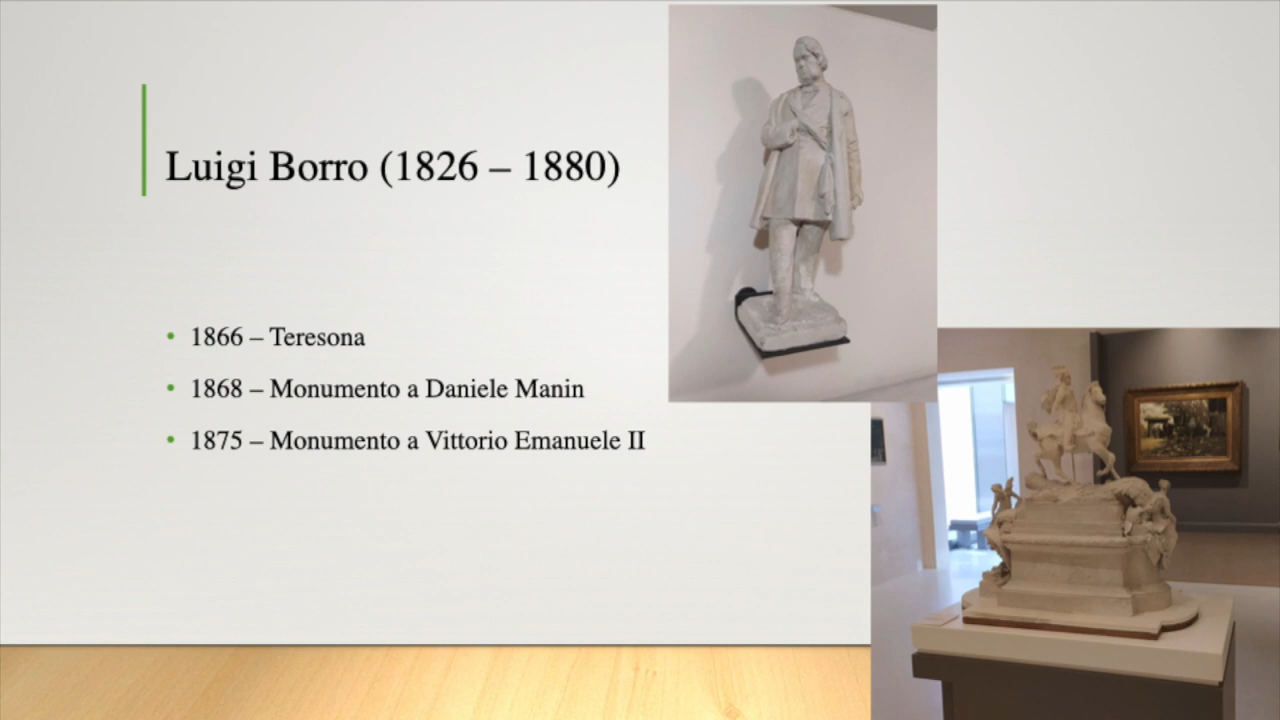 Luigi Borro (1826 – 1880)
• 1866 – Teresona
• 1868 – Monumento a Daniele Manin
• 1875 – Monumento a Vittorio Emanuele II